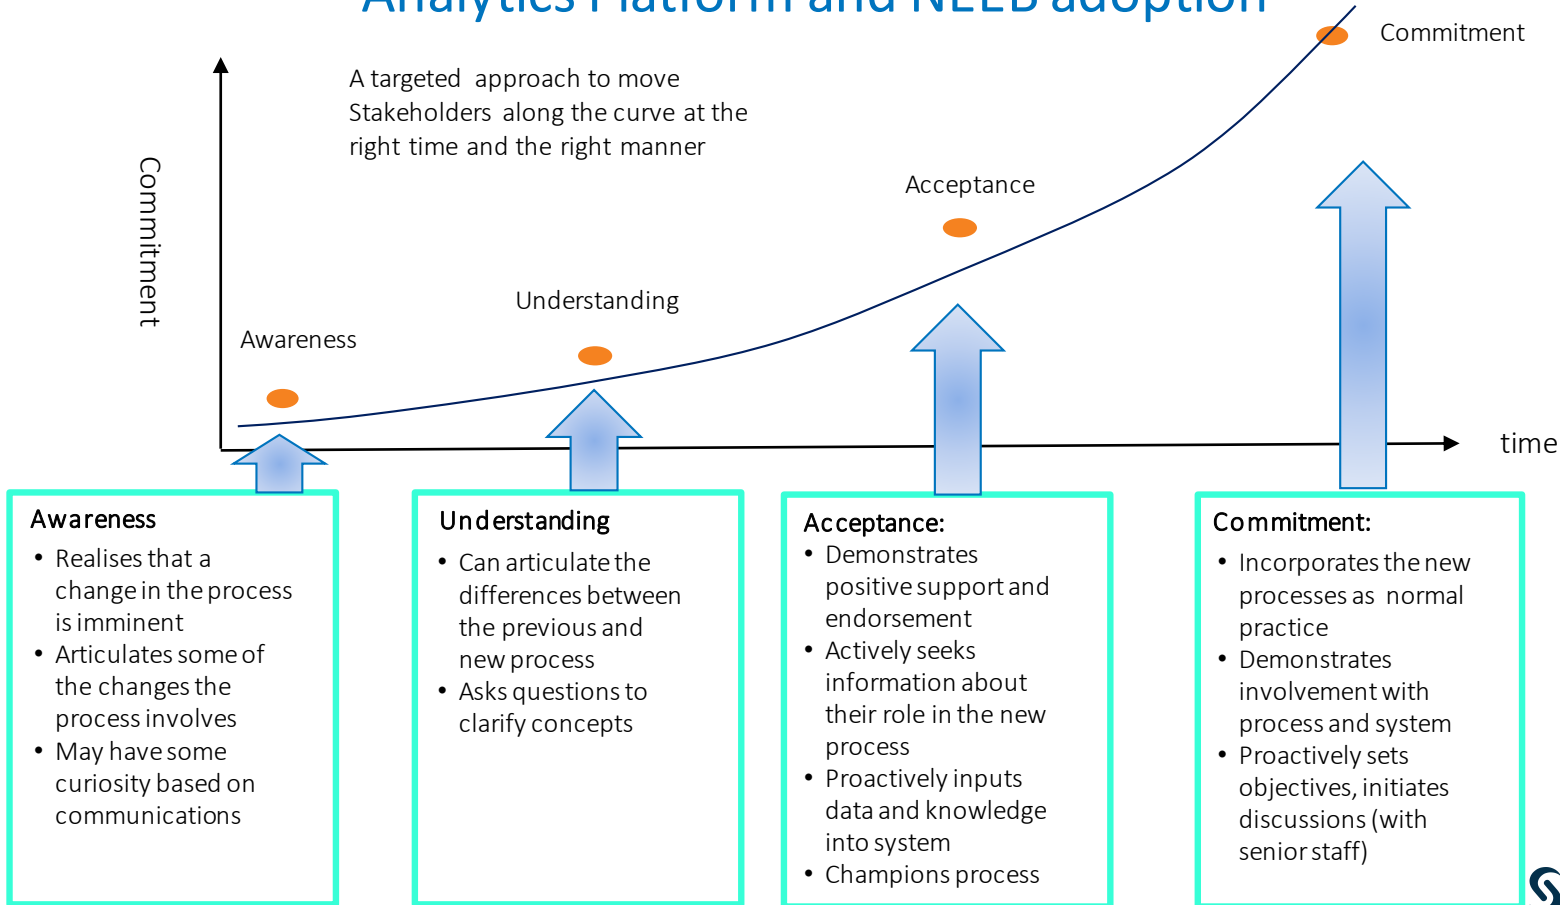 Analytics Platform and NEEB adoption
Commitment
A targeted approach to move
Stakeholders along the curve at the
right time and the right manner
Commitment
Acceptance
Understanding
Awareness
time
Awareness
• Realises that a
change in the process
is imminent
• Articulates some of
the changes the
process involves
• May have some
curiosity based on
communications
Understanding
• Can articulate the
differences between
the previous and
new process
• Asks questions to
clarify concepts
Acceptance:
• Demonstrates
positive support and
endorsement
• Actively seeks
information about
their role in the new
process
• Proactively inputs
data and knowledge
into system
• Champions process
Commitment:
• Incorporates the new
processes as normal
practice
• Demonstrates
involvement with
process and system
• Proactively sets
objectives, initiates
discussions (with
senior staff)